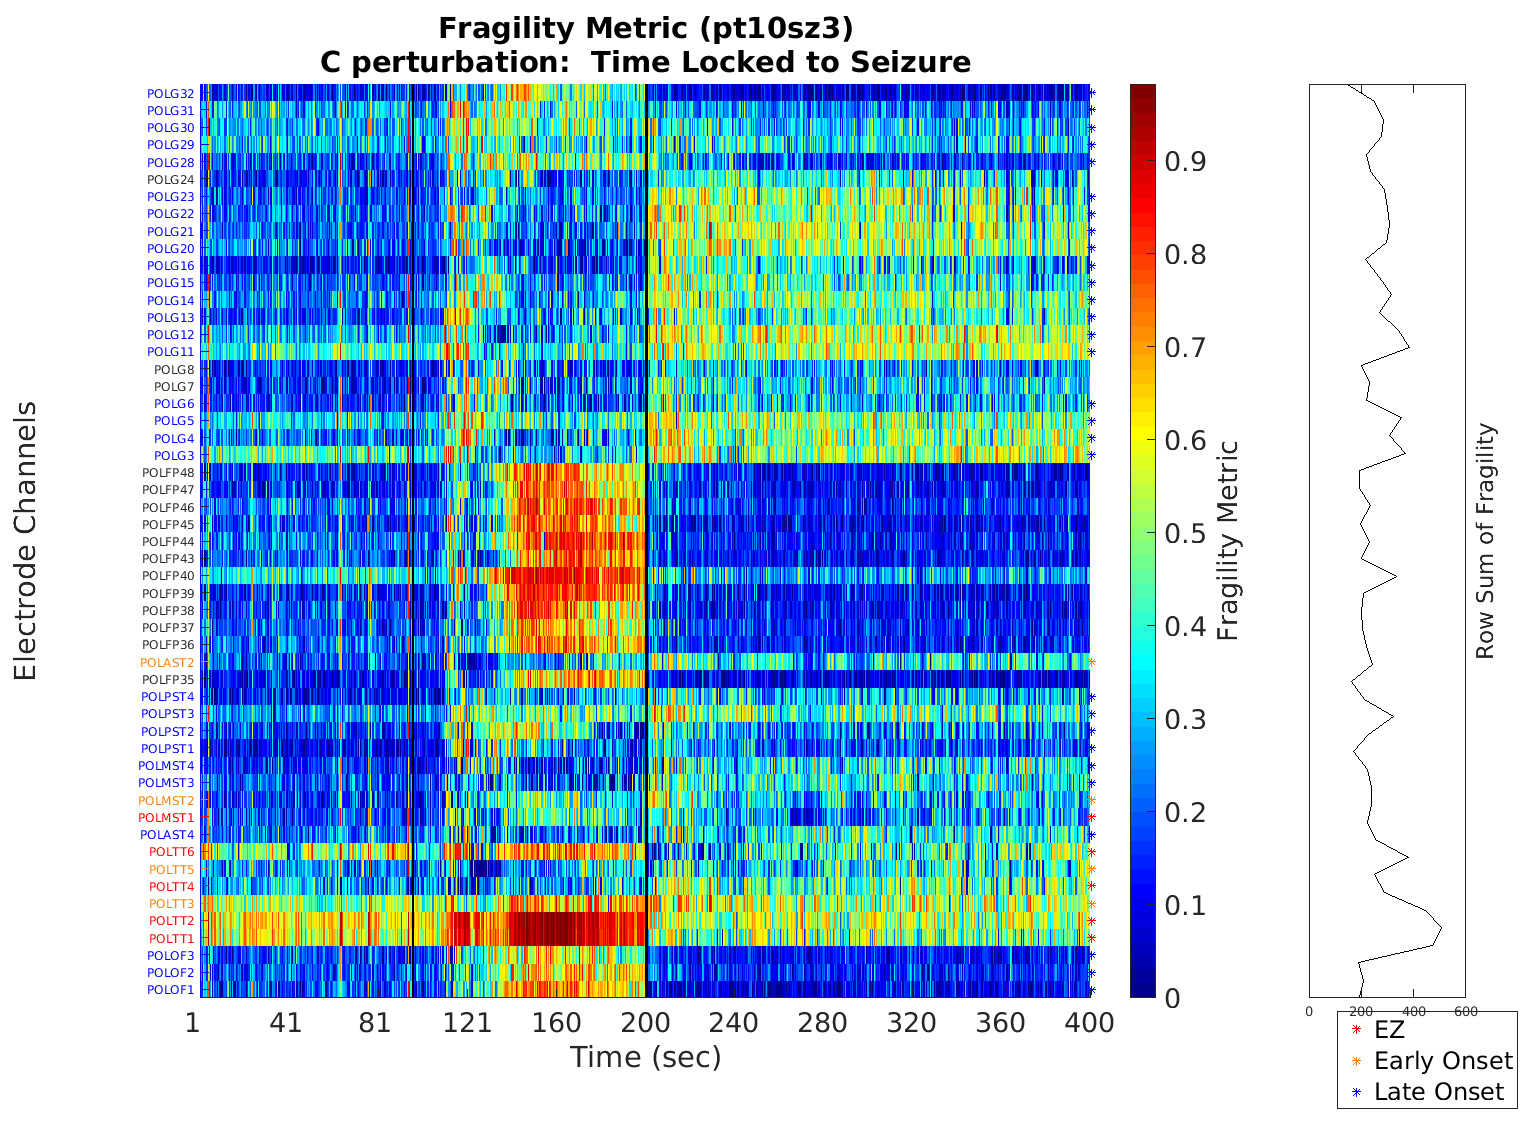 Fragility Metric (pt10sz3)
C perturbation:  Time Locked to Seizure
Electrode Channels
POLG32
POLG31
POLG30
POLG29
POLG28
POLG24
POLG23
POLG22
POLG21
POLG20
POLG16
POLG15
POLG14
POLG13
POLG12
POLG11
POLG8
POLG7
POLG6
POLG5
POLG4
POLG3
POLFP48
POLFP47
POLFP46
POLFP45
POLFP44
POLFP43
POLFP40
POLFP39
POLFP38
POLFP37
POLFP36
POLAST2
POLFP35
POLPST4
POLPST3
POLPST2
POLPST1
POLMST4
POLMST3
POLMST2
POLMST1
POLAST4
POLTT6
POLTT5
POLTT4
POLTT3
POLTT2
POLTT1
POLOF3
POLOF2
POLOF1
1 41 81 121 160 200 240 280 320 360 400
Time (sec)
0.9
0.8
0.7
0.6
0.5
0.4
0.3
0.2
0.1
0
Fragility Metric
Row Sum of Fragility
0 200 400 600
EZ
Early Onset
Late Onset